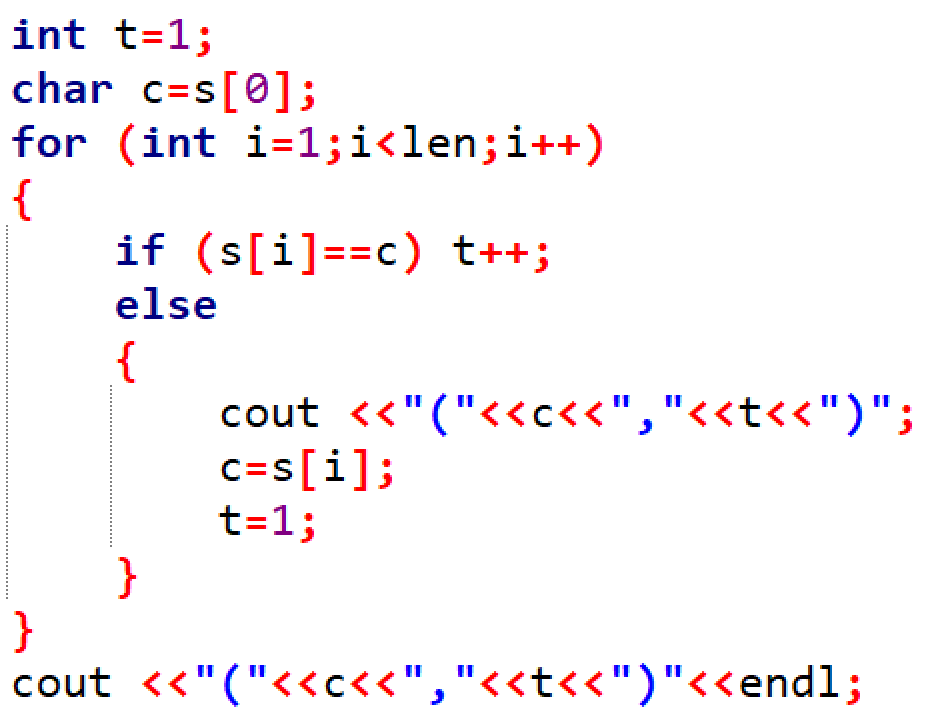 int t=1;
char c=s[0];
for (int i=1;i<len;i++)
{
    if (s[i]==c) t++;
    else
    {
        cout <<"("<<c<<","<<t<<")";
        c=s[i];
        t=1;
    }
}
cout <<"("<<c<<","<<t<<")"<<endl;